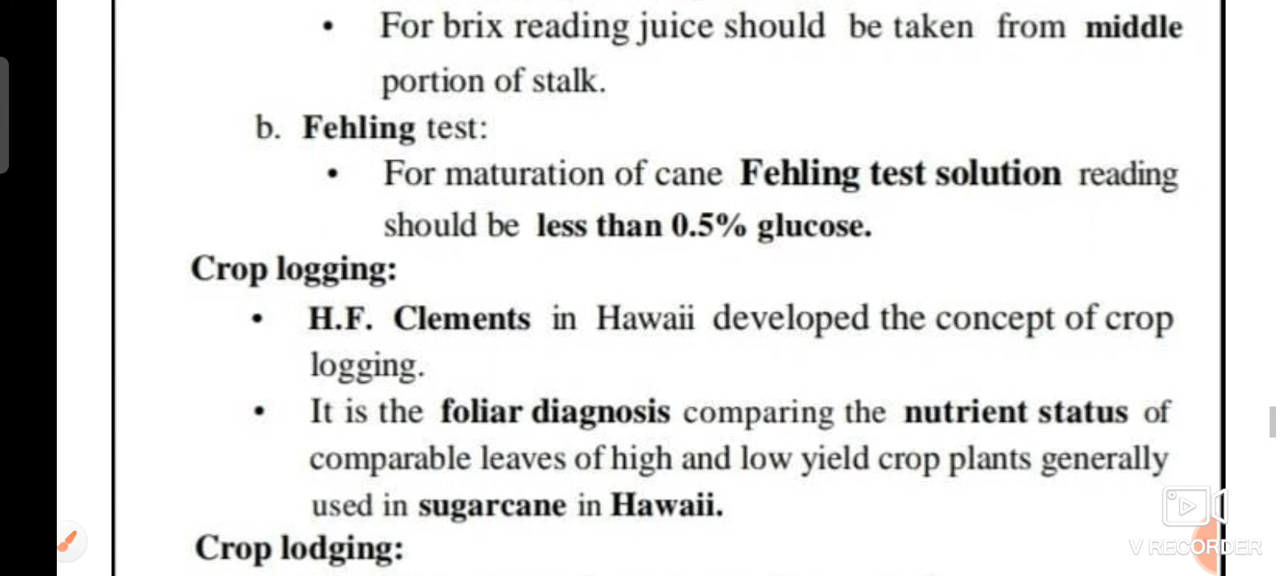 • For brix reading juice should be taken from middle
portion of stalk.
b. Fehling test:
• For maturation of cane Fehling test solution reading
should be less than 0.5% glucose.
Crop logging:
• H.F. Clements in Hawaii developed the concept of crop
logging.
• It is the foliar diagnosis comparing the nutrient status of
comparable leaves of high and low yield crop plants generally
used in sugarcane in Hawaii.
V RECORDER
Crop lodging: